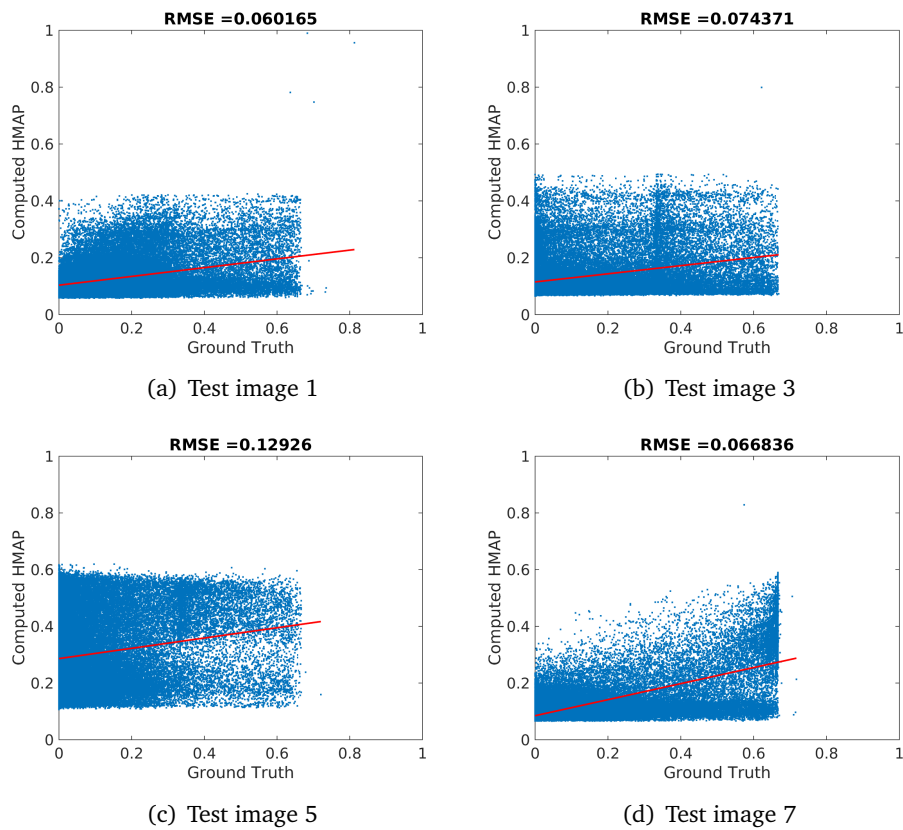 RMSE =0.060165
1
0.8
0.6
0.4
0.2
0
Computed HMAP
0 0.2 0.4 0.6 0.8 1
Ground Truth
(a) Test image 1
RMSE =0.074371
1
0.8
0.6
0.4
0.2
0
Computed HMAP
0 0.2 0.4 0.6 0.8 1
Ground Truth
(b) Test image 3
RMSE =0.12926
1
0.8
0.6
0.4
0.2
0
Computed HMAP
0 0.2 0.4 0.6 0.8 1
Ground Truth
(c) Test image 5
RMSE =0.066836
1
0.8
0.6
0.4
0.2
0
Computed HMAP
0 0.2 0.4 0.6 0.8 1
Ground Truth
(d) Test image 7